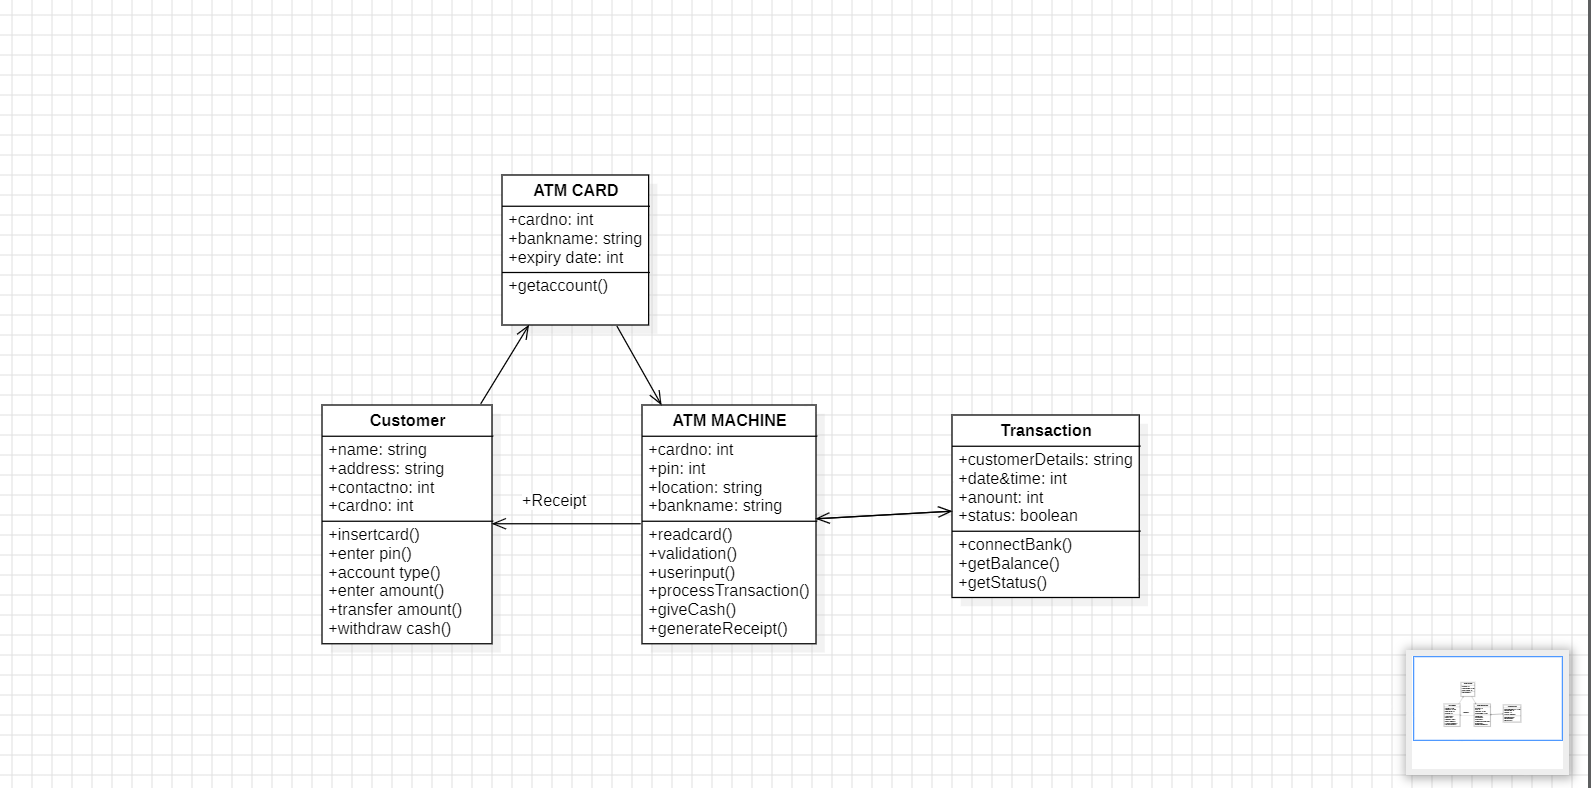 ATM CARD
+cardno: int
+bankname: string
+expiry date: int
+getaccount()
Customer
+name: string
+address: string
+contactno: int
+cardno: int
+insertcard()
+enter pin()
+account type()
+enter amount()
+transfer amount()
+withdraw cash()
+Receipt
ATM MACHINE
+cardno: int
+pin: int
+location: string
+bankname: string
+readcard()
+validation()
+userinput()
+processTransaction()
+giveCash()
+generateReceipt()
Transaction
+customerDetails: string
+date&time: int
+anount: int
+status: boolean
+connectBank()
+getBalance()
+getStatus()